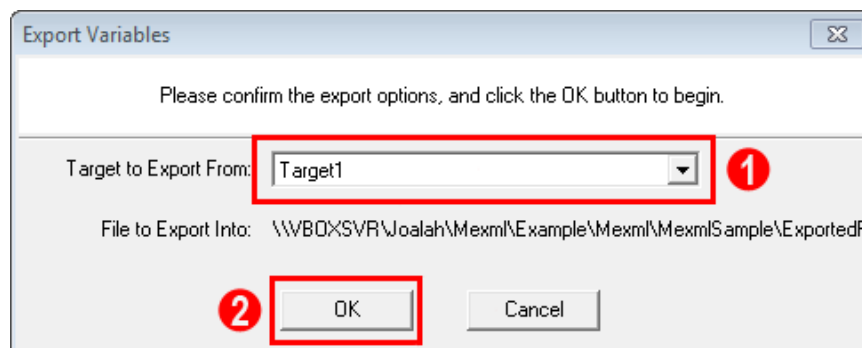 Export Variables
Please confirm the export options, and click the OK button to begin.
Target to Export From: Target1 1
File to Export Into: \\VBOXSVR\Joalah\Mexml\Example\Mexml\MexmlSample\ExportedF
2 OK Cancel